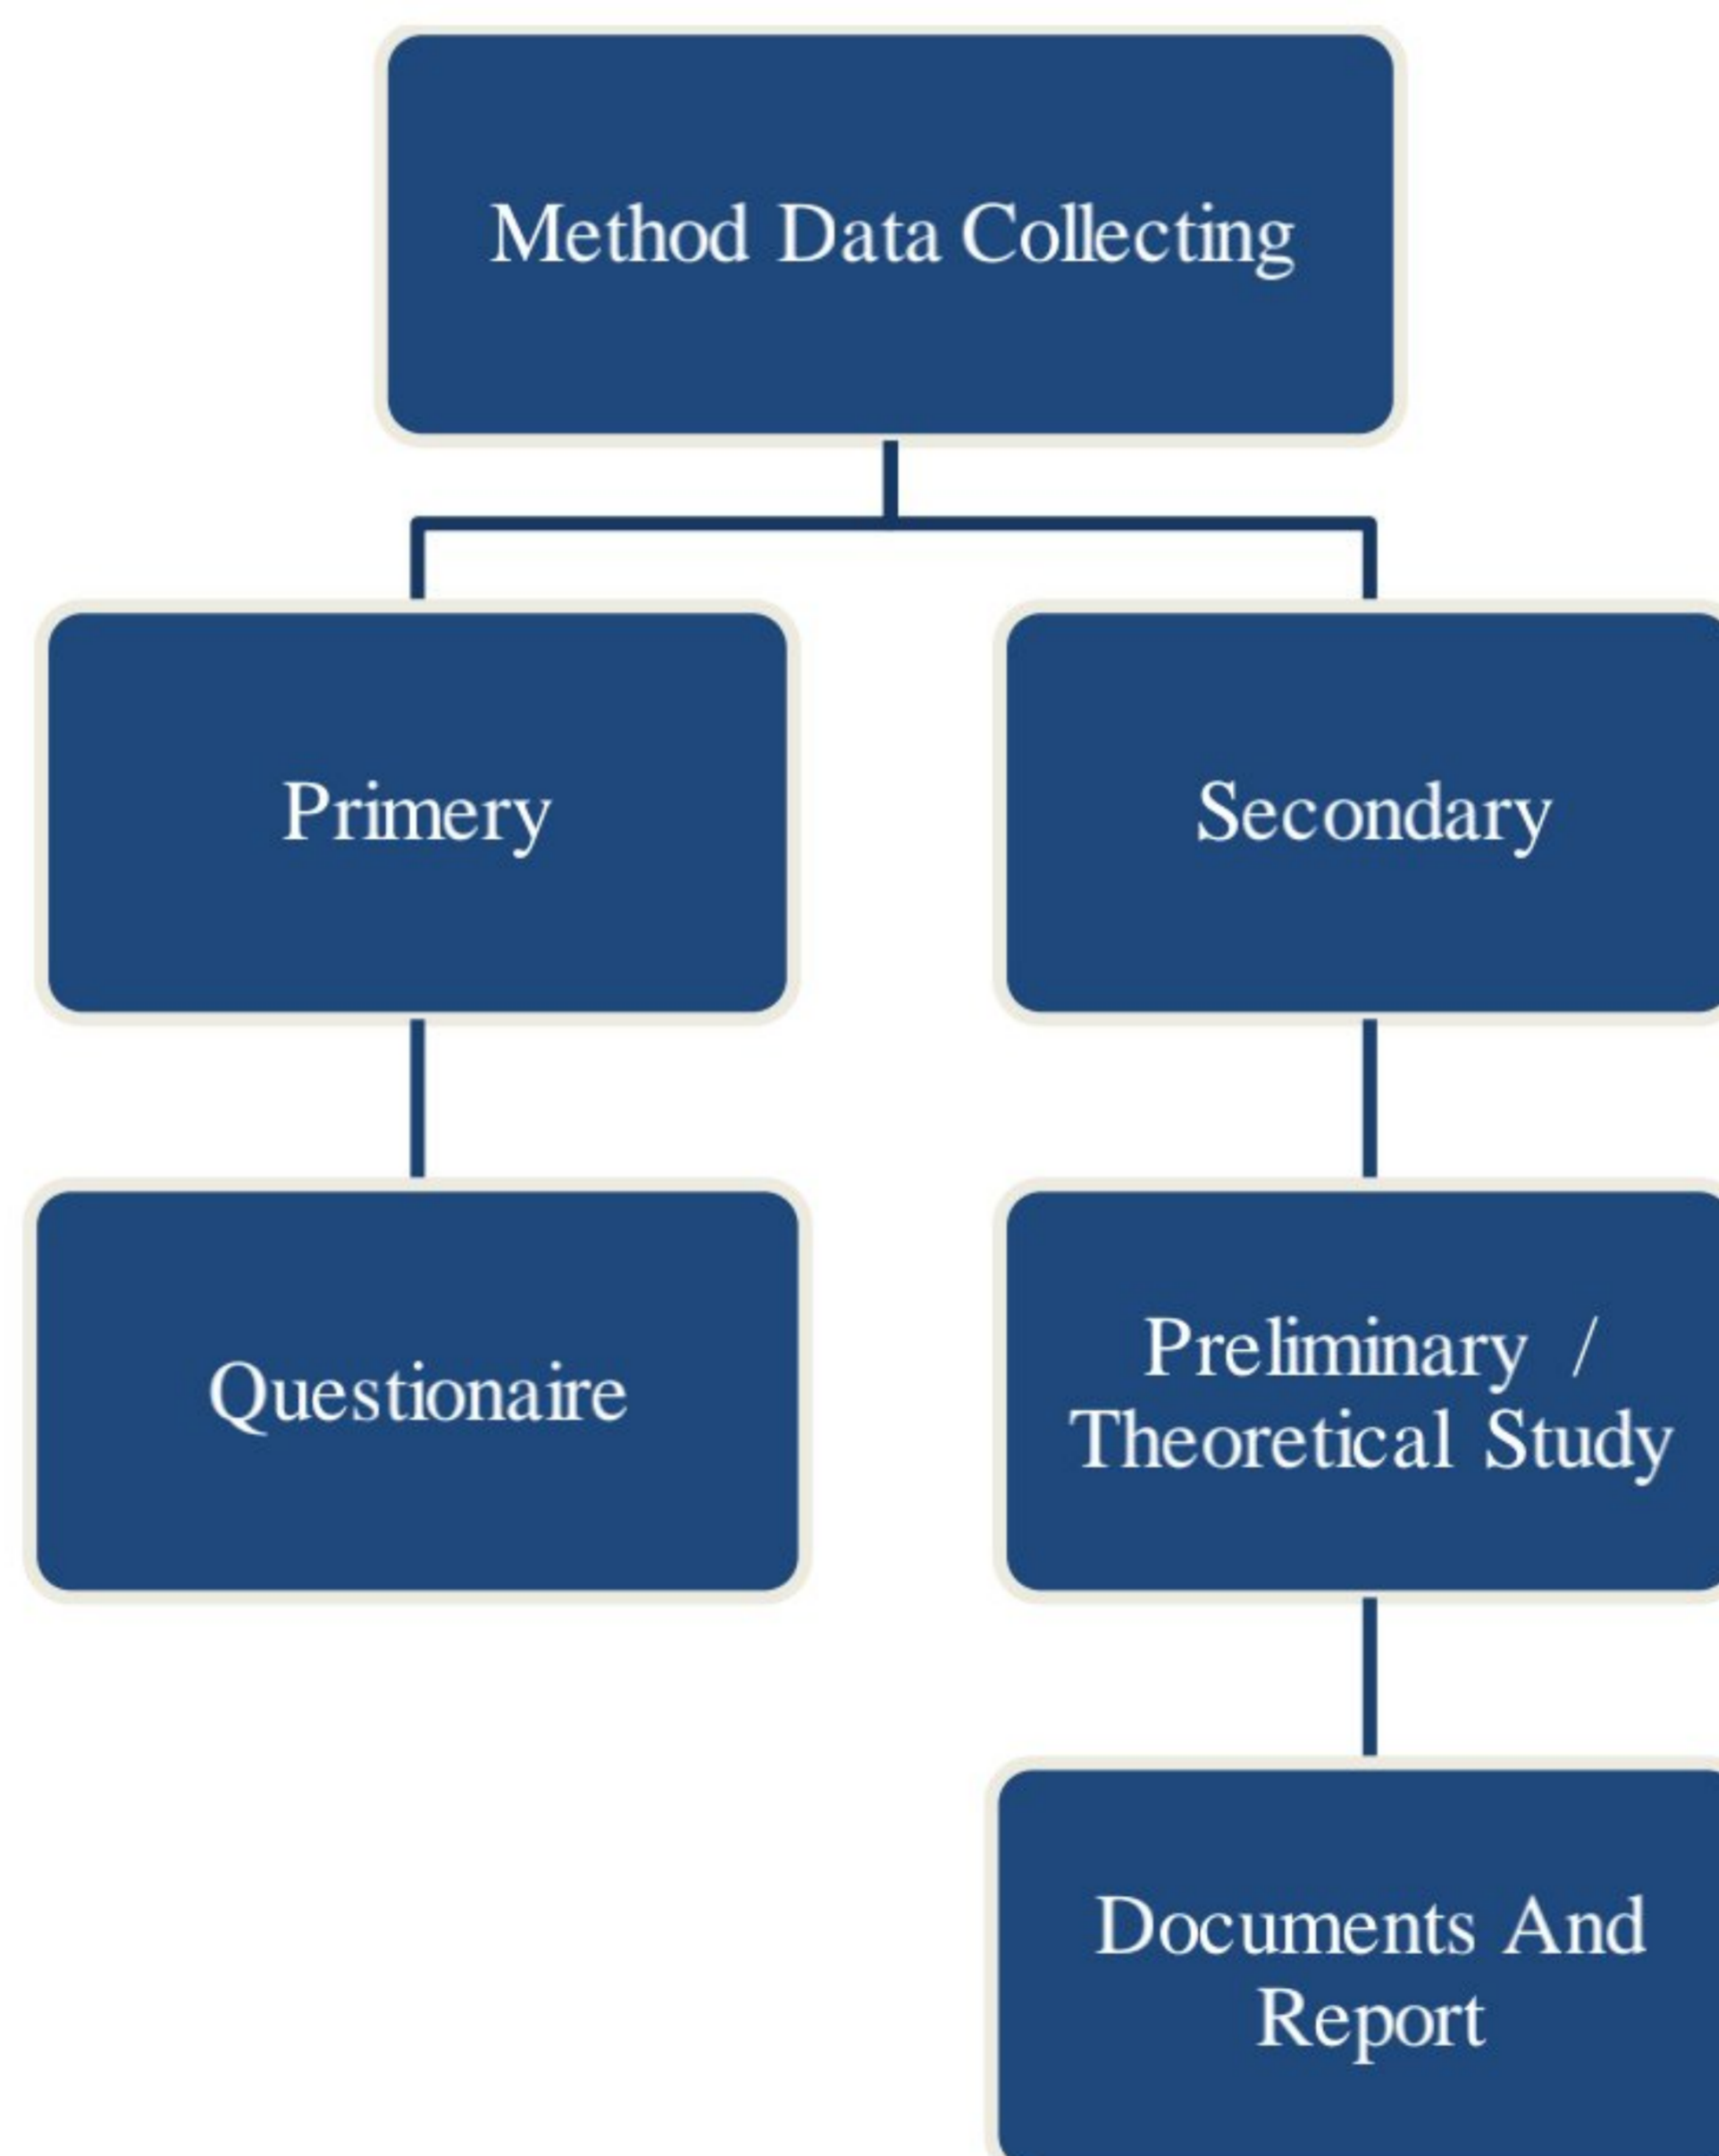 Method Data Collecting
Primery
Secondary
Questionaire
Preliminary /
Theoretical Study
Documents And
Report